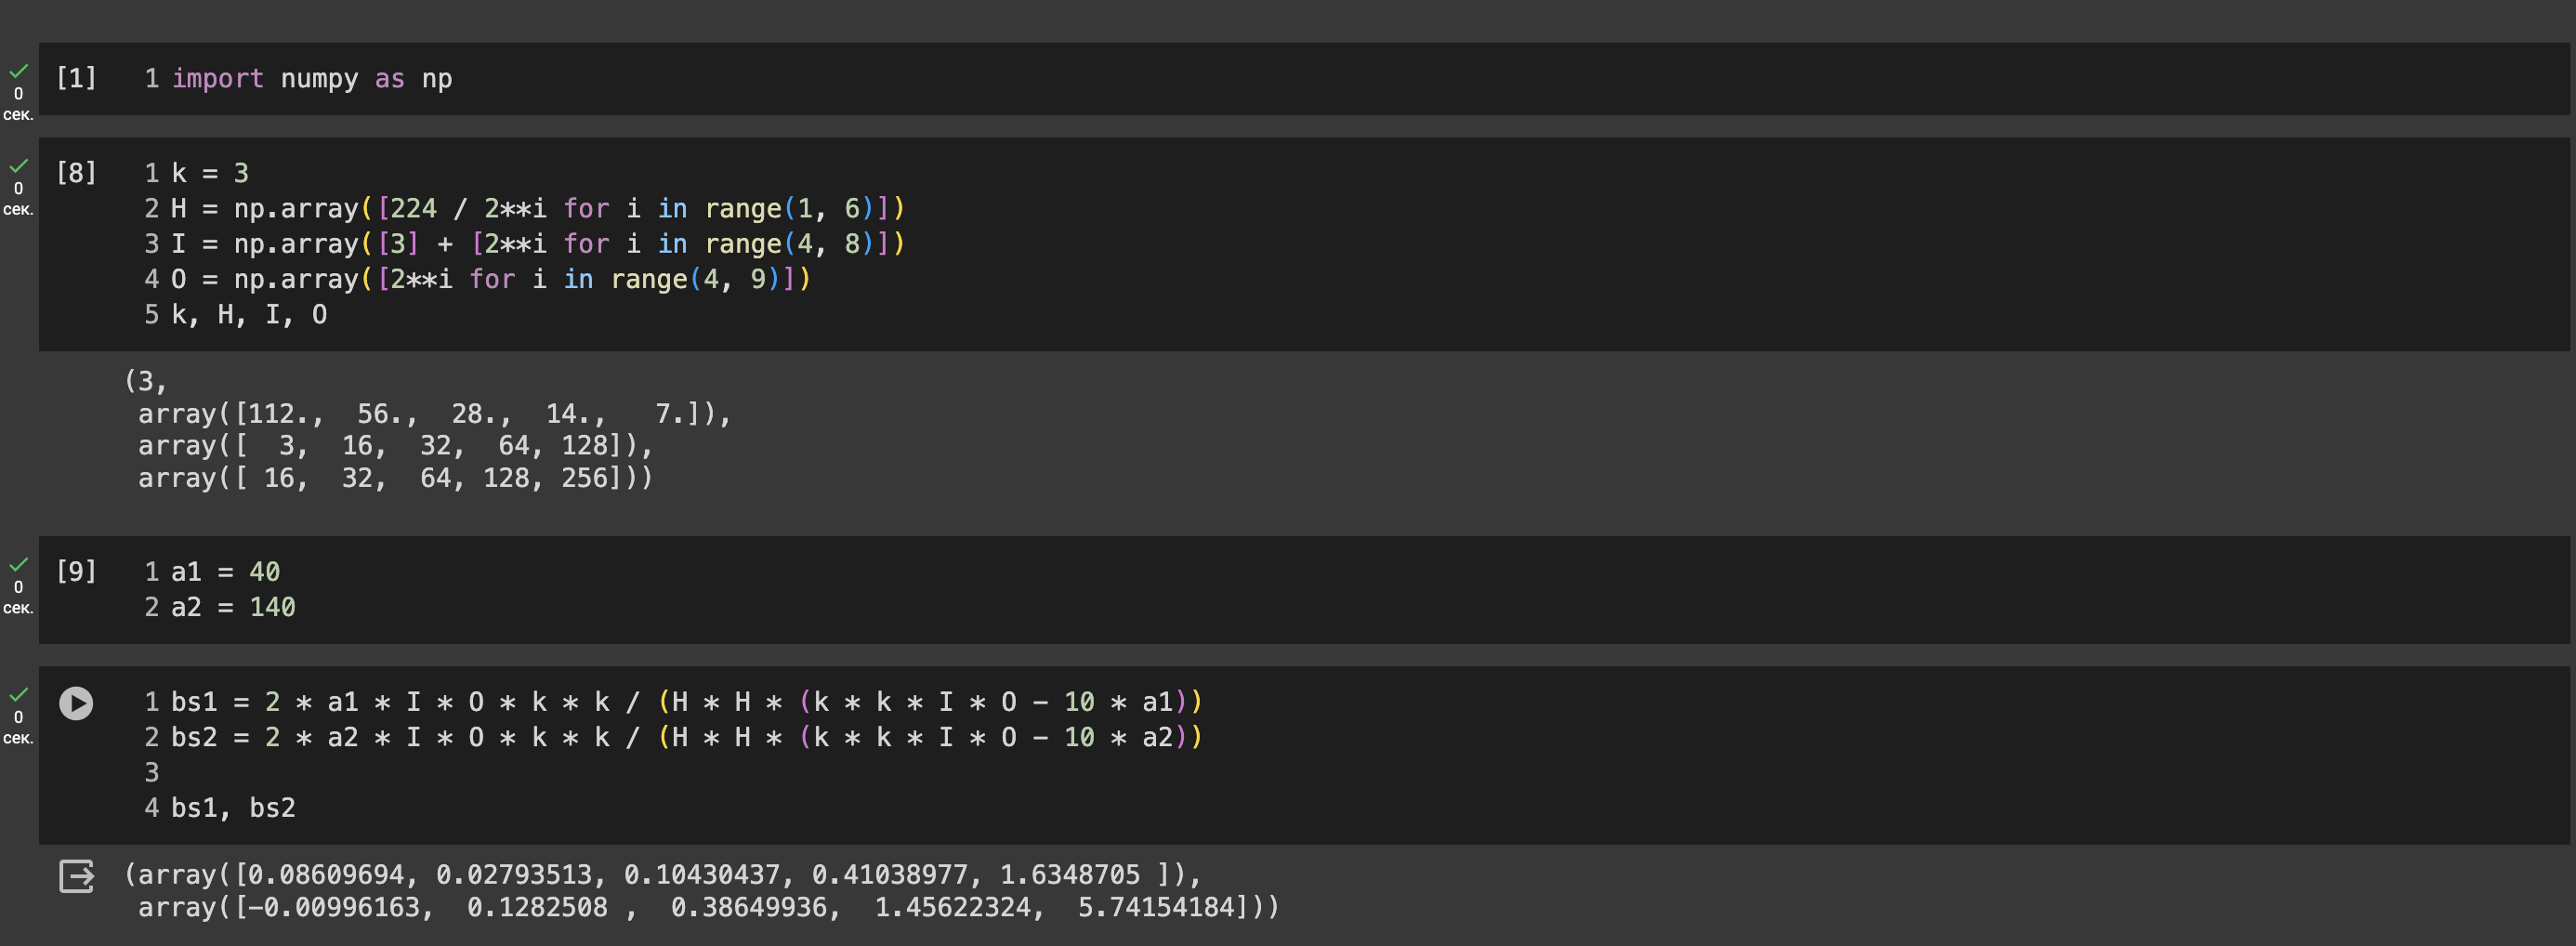 [1] 1 import numpy as np
0
сек.
[8] 1 k = 3
0
сек.
2 H = np.array([224 / 2**i for i in range(1, 6)])
3 I = np.array([3] + [2**i for i in range(4, 8)])
4 O = np.array([2**i for i in range(4, 9)])
5 k, H, I, O
(3,
array([112., 56., 28., 14., 7.]),
array([ 3, 16, 32, 64, 128]),
array([ 16, 32, 64, 128, 256]))
[9] 1 a1 = 40
0
сек.
2 a2 = 140
1 bs1 = 2 * a1 * I * O * k * k / (H * H * (k * k * I * O - 10 * a1))
0
сек.
2 bs2 = 2 * a2 * I * O * k * k / (H * H * (k * k * I * O - 10 * a2))
3
4 bs1, bs2
(array([0.08609694, 0.02793513, 0.10430437, 0.41038977, 1.6348705 ]),
array([-0.00996163, 0.1282508 , 0.38649936, 1.45622324, 5.74154184]))